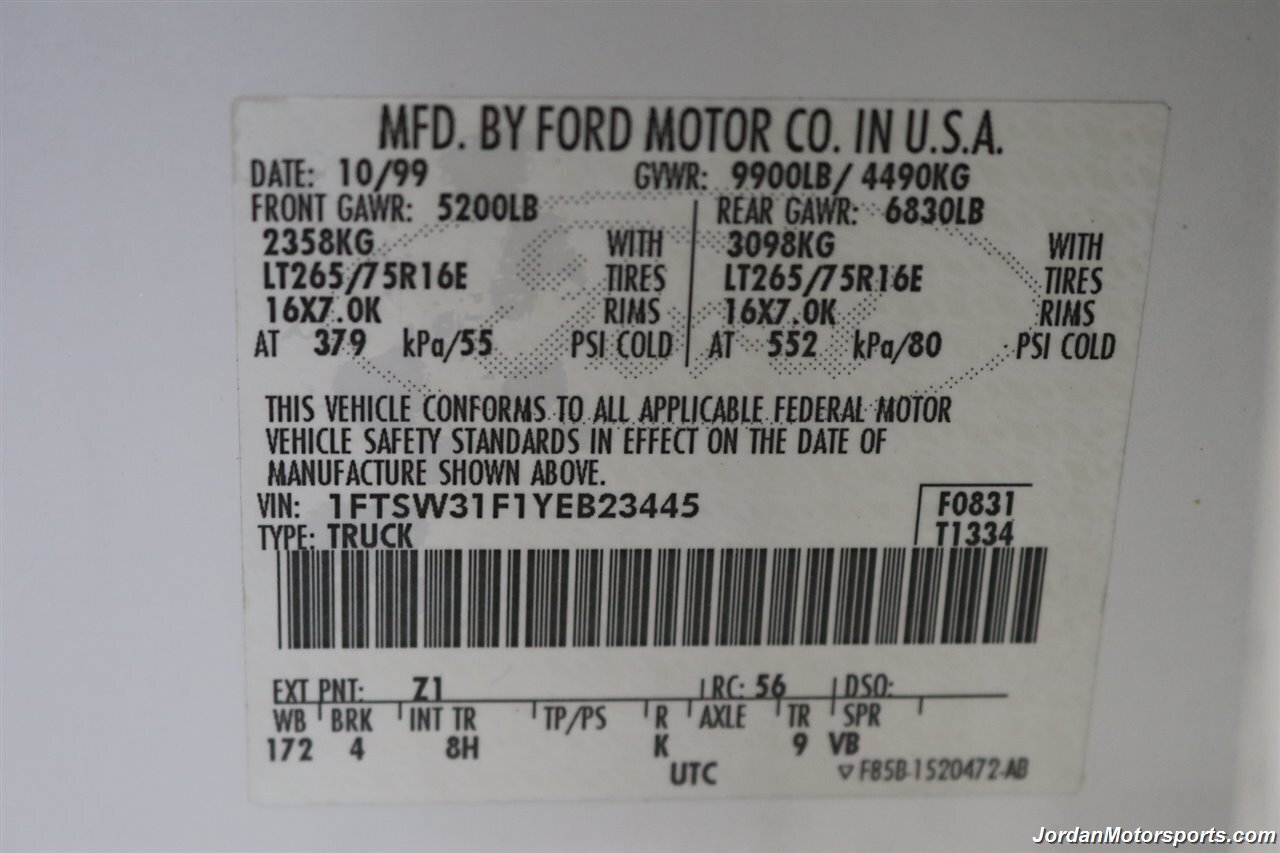 MFD. BY FORD MOTOR CO. IN U.S.A.
DATE: 10/99 GVWR: 9900LB/ 4490KG
FRONT GAWR: 5200LB REAR GAWR: 6830LB
2358KG WITH 3098KG WITH
LT265/75R16E TIRES LT265/75R16E TIRES
16X7.0K RIMS 16X7.0K RIMS
AT 379 kPa/55 PSI COLD AT 552 kPa/80 PSI COLD
THIS VEHICLE CONFORMS TO ALL APPLICABLE FEDERAL MOTOR
VEHICLE SAFETY STANDARDS IN EFFECT ON THE DATE OF
MANUFACTURE SHOWN ABOVE.
VIN: 1FTSW31F1YEB23445 F0831
TYPE: TRUCK T1334
EXT PNT: Z1 RC: 56 DSO:
WB BRK INT TR TP/PS R AXLE TR SPR
172 4 8H K 9 VB
UTC ▽ F85B-1520472-AB
JordanMotorsports.com